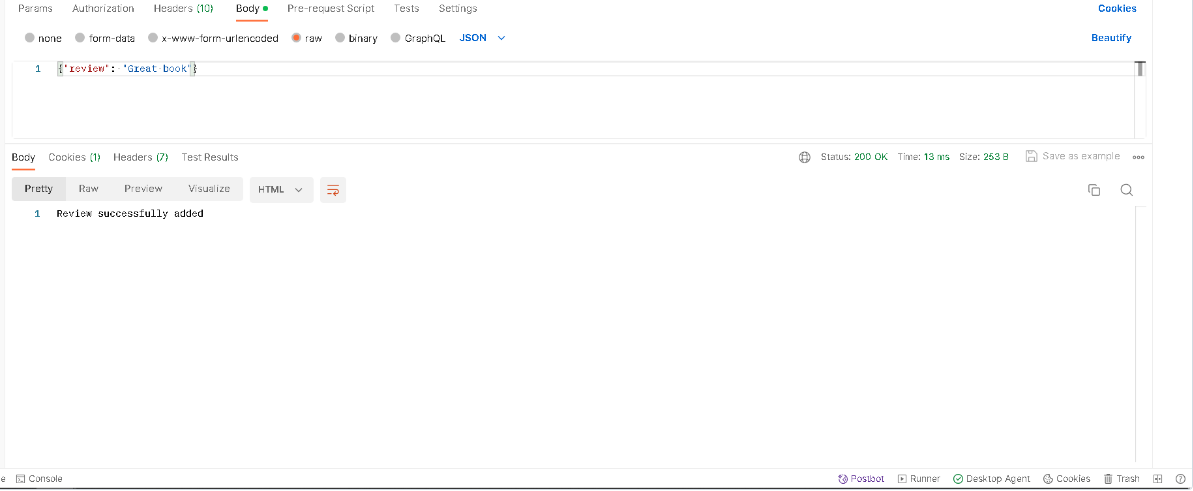 Params Authorization Headers (10) Body Pre-request Script Tests Settings Cookies
none form-data x-www-form-urlencoded raw binary GraphQL JSON Beautify
1 {"review": "Great book"}
Body Cookies (1) Headers (7) Test Results Status: 200 OK Time: 13 ms Size: 253 B Save as example
Pretty Raw Preview Visualize HTML
1 Review successfully added
e Console Postbot Runner Desktop Agent Cookies Trash